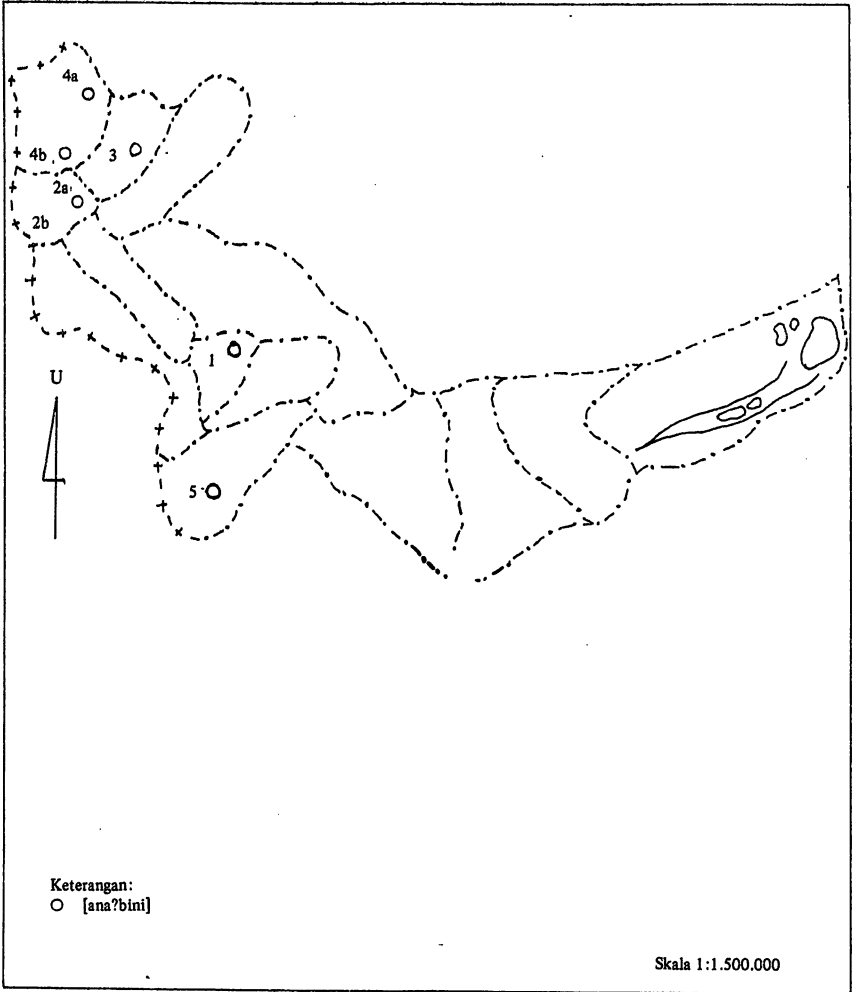 4a
4b
3
2a
2b
1
U
5
Keterangan:
O [ana?bini]
Skala 1:1.500.000